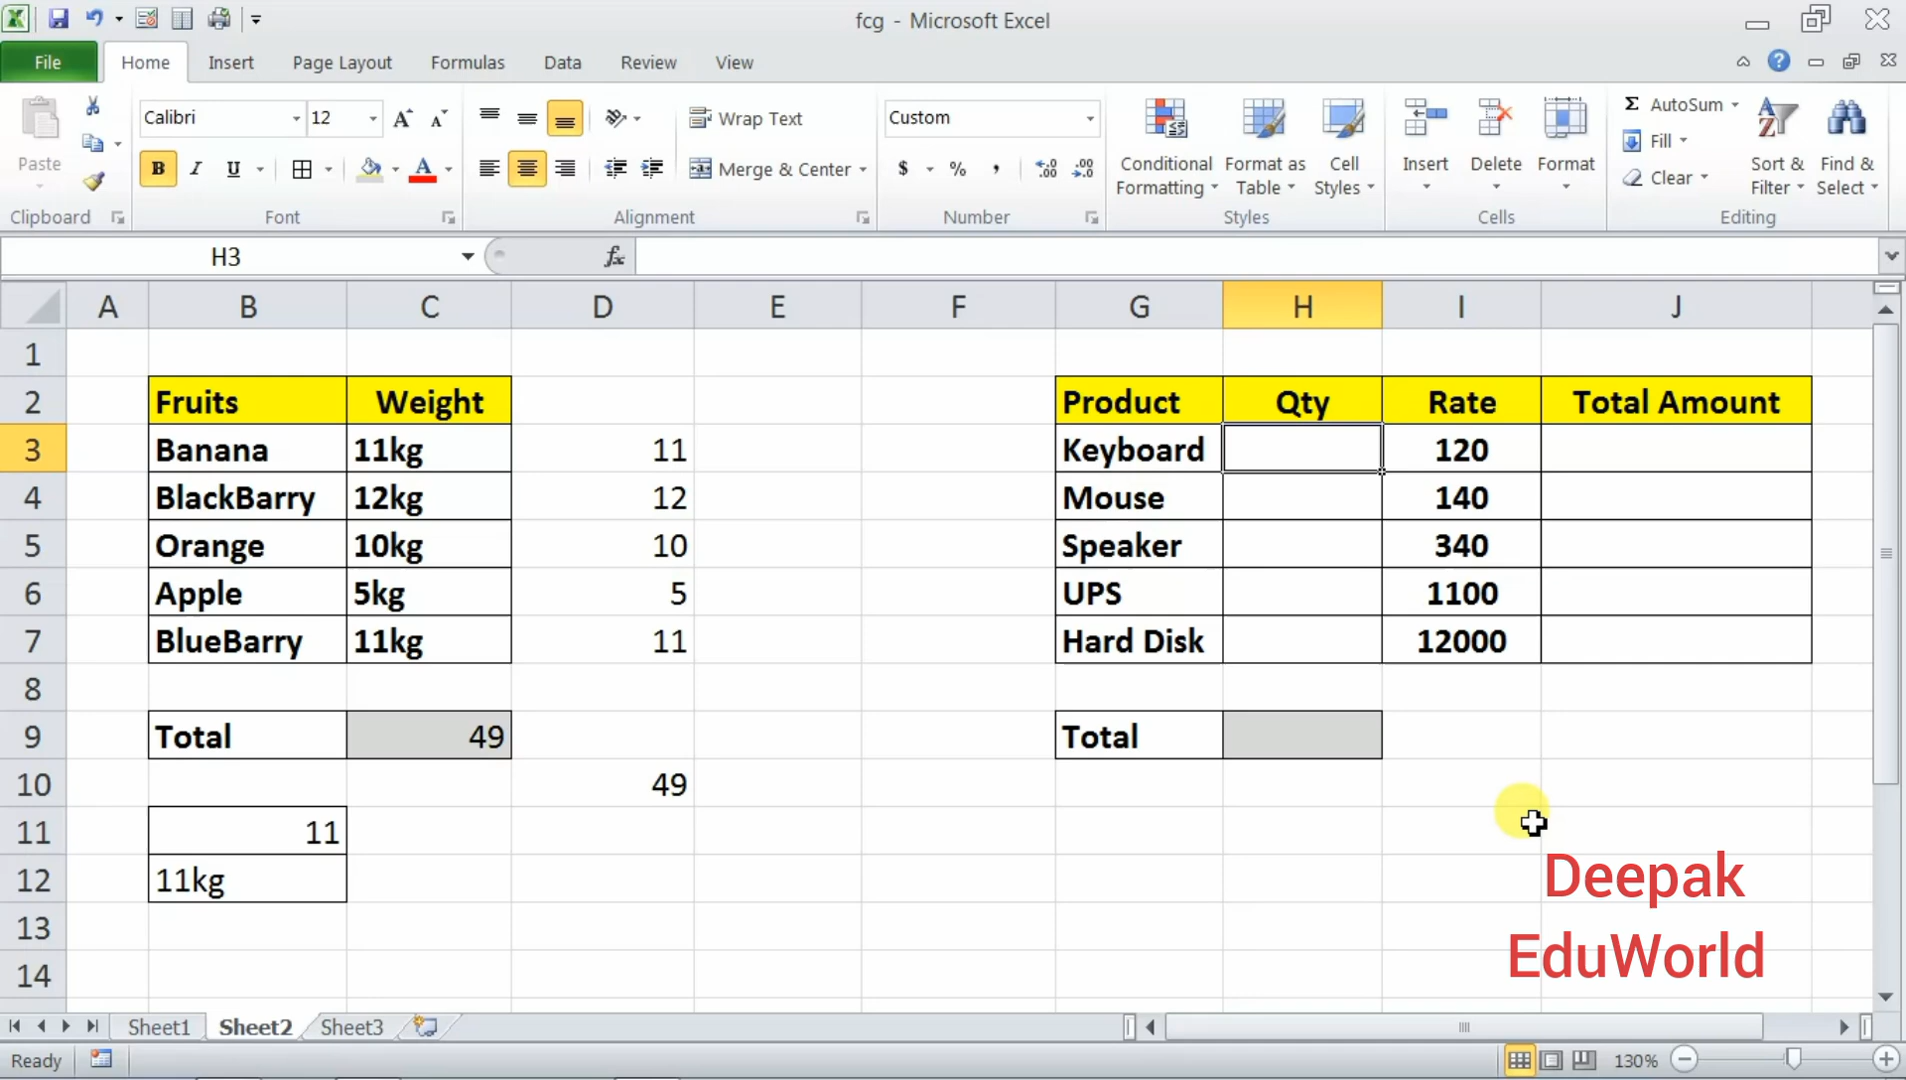 fcg - Microsoft Excel
File Home Insert Page Layout Formulas Data Review View
Paste
Clipboard
Calibri 12
B I U A
Font
Wrap Text
Merge & Center
Alignment
Custom
$ % ,
Number
Conditional Formatting
Format as Table
Cell Styles
Styles
Insert Delete Format
Cells
Σ AutoSum
Fill
Clear
Sort & Filter
Find & Select
Editing
H3 fx
A B C D E F G H I J
1
2 Fruits Weight Product Qty Rate Total Amount
3 Banana 11kg 11 Keyboard 120
4 BlackBarry 12kg 12 Mouse 140
5 Orange 10kg 10 Speaker 340
6 Apple 5kg 5 UPS 1100
7 BlueBarry 11kg 11 Hard Disk 12000
8
9 Total 49 Total
10 49
11 11
12 11kg
13
14
Deepak
EduWorld
Sheet1 Sheet2 Sheet3
Ready 130%